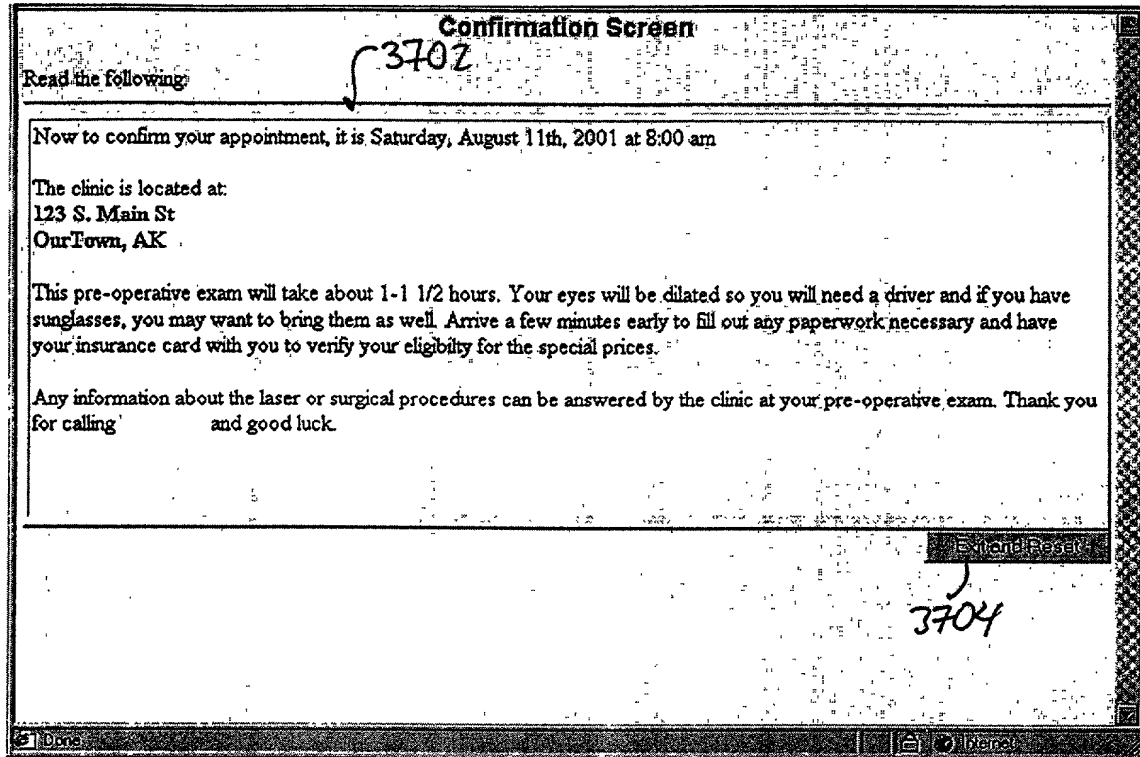 Confirmation Screen
3702
Read the following:
Now to confirm your appointment, it is Saturday, August 11th, 2001 at 8:00 am
The clinic is located at:
123 S. Main St
OurTown, AK
This pre-operative exam will take about 1-1 1/2 hours. Your eyes will be dilated so you will need a driver and if you have
sunglasses, you may want to bring them as well. Arrive a few minutes early to fill out any paperwork necessary and have
your insurance card with you to verify your eligibilty for the special prices.
Any information about the laser or surgical procedures can be answered by the clinic at your pre-operative exam. Thank you
for calling and good luck.
Exit and Reset
3704
Done
Internet